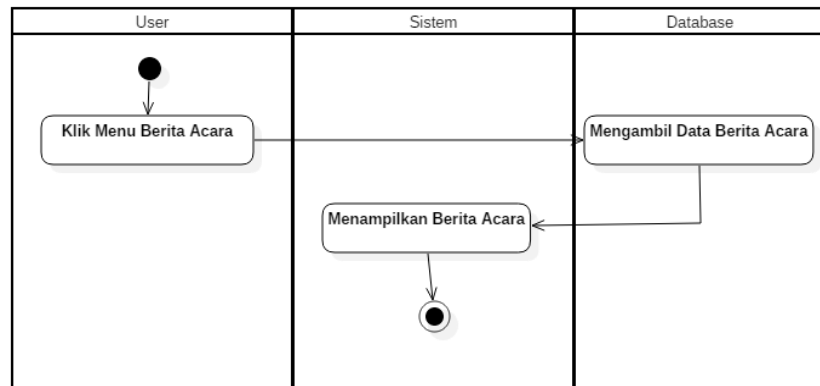 User
Sistem
Database
Klik Menu Berita Acara
Mengambil Data Berita Acara
Menampilkan Berita Acara